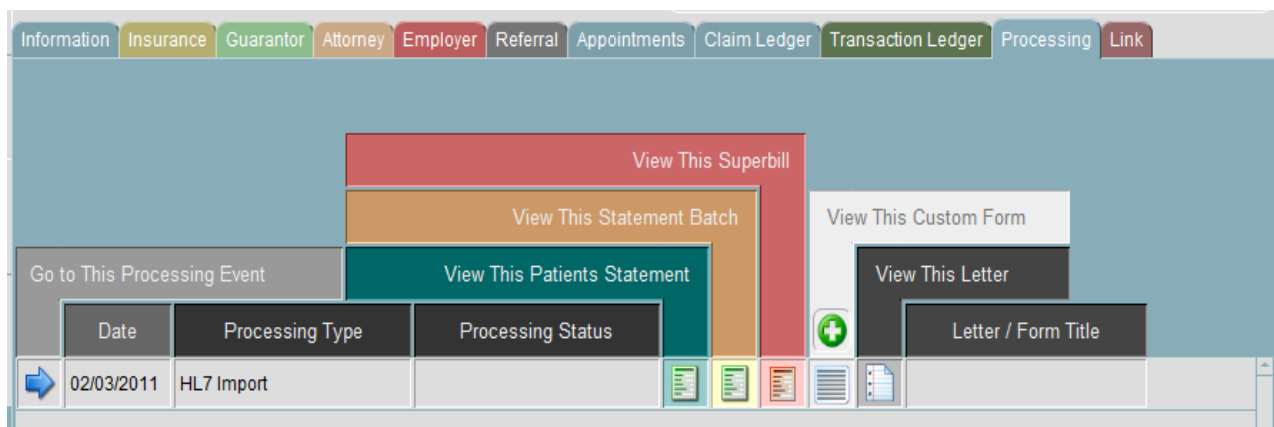 Information Insurance Guarantor Attorney Employer Referral Appointments Claim Ledger Transaction Ledger Processing Link
View This Superbill
View This Statement Batch View This Custom Form
Go to This Processing Event View This Patients Statement View This Letter
Date Processing Type Processing Status Letter / Form Title
02/03/2011 HL7 Import